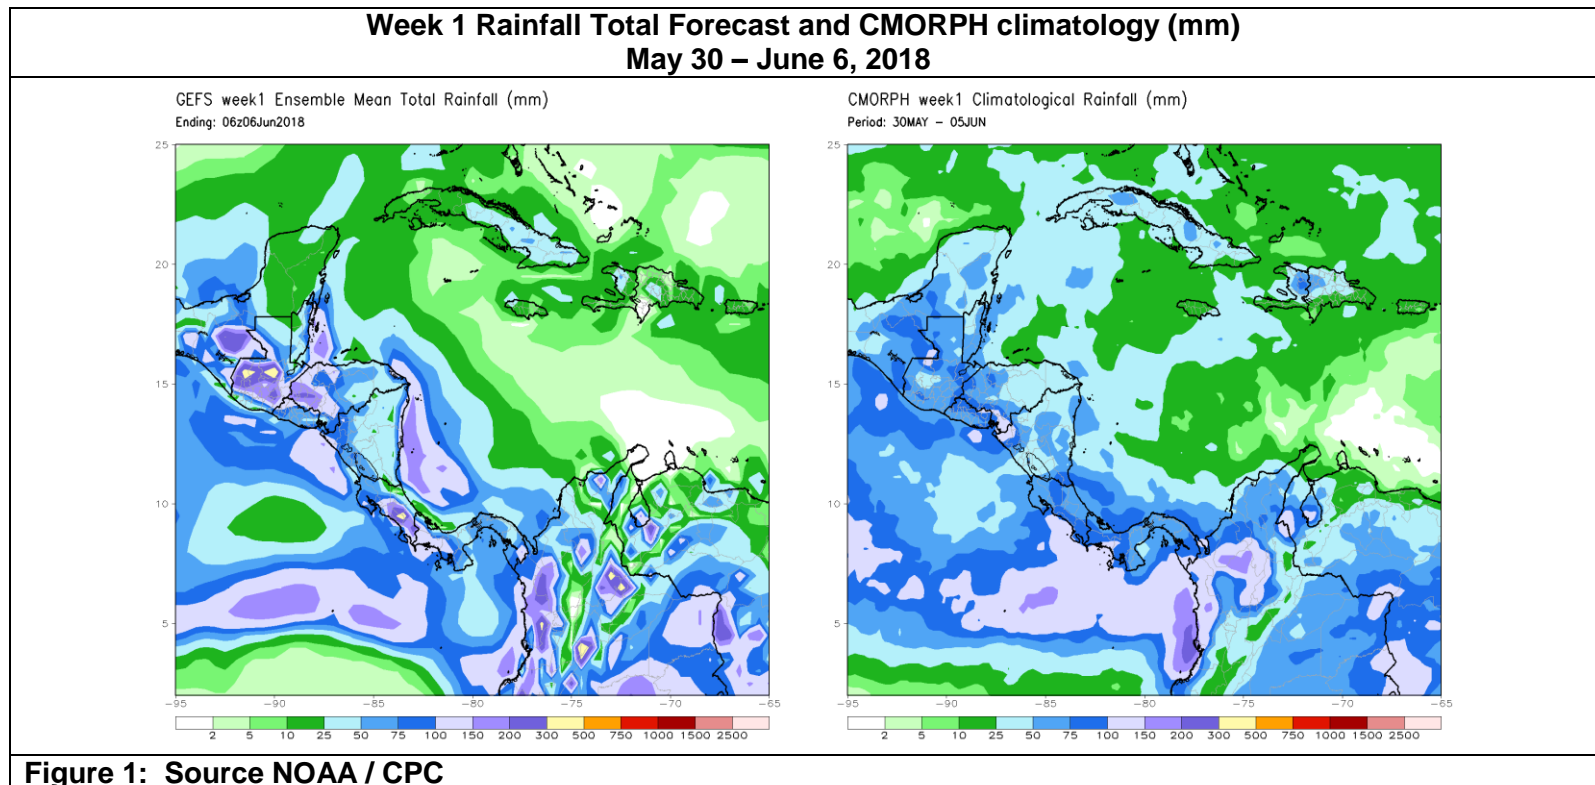 Week 1 Rainfall Total Forecast and CMORPH climatology (mm)
May 30 – June 6, 2018
GEFS week1 Ensemble Mean Total Rainfall (mm)
Ending: 06z06Jun2018
25
20
15
10
5
-95 -90 -85 -80 -75 -70 -65
2 5 10 25 50 75 100 150 200 300 500 750 1000 1500 2500
CMORPH week1 Climatological Rainfall (mm)
Period: 30MAY - 05JUN
25
20
15
10
5
-95 -90 -85 -80 -75 -70 -65
2 5 10 25 50 75 100 150 200 300 500 750 1000 1500 2500
Figure 1: Source NOAA / CPC